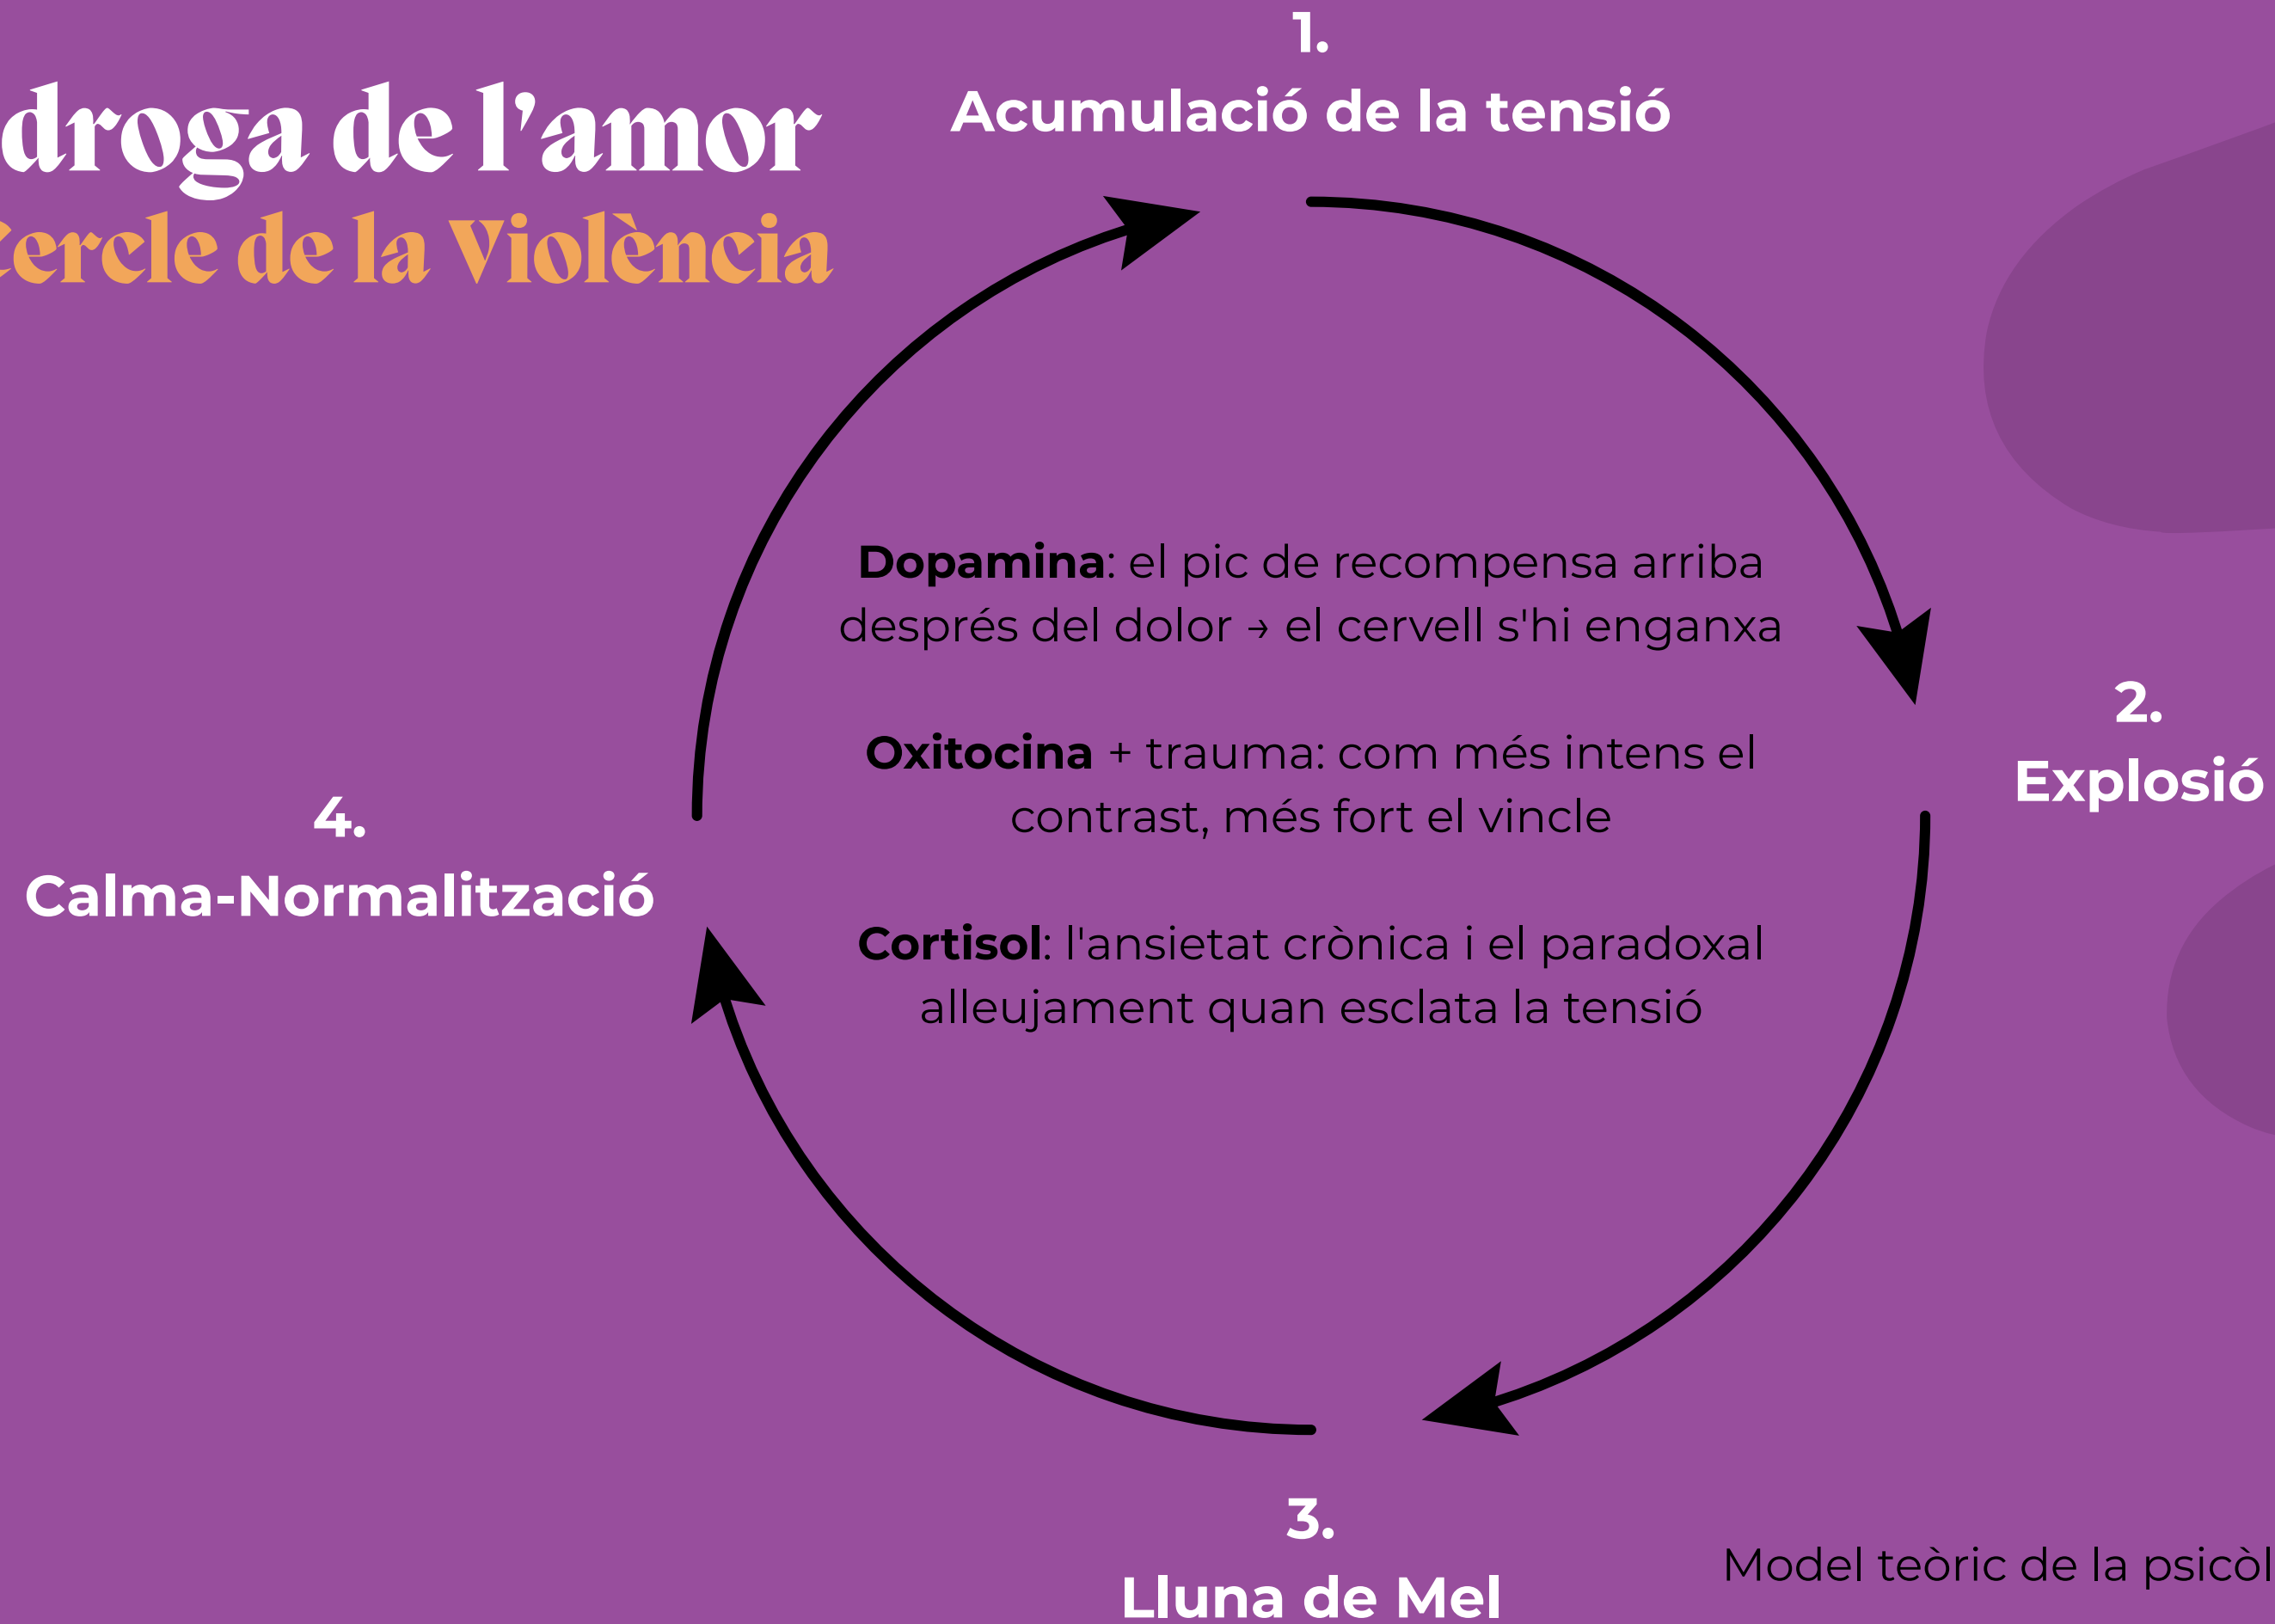 droga de l'amor
Cercle de la Violència
1.
Acumulació de la tensió
Dopamina: el pic de recompensa arriba
després del dolor → el cervell s'hi enganxa
Oxitocina + trauma: com més intens el
contrast, més fort el vincle
Cortisol: l'ansietat crònica i el paradoxal
alleujament quan esclata la tensió
2.
Explosió
4.
Calma-Normalització
3.
Lluna de Mel
Model teòric de la